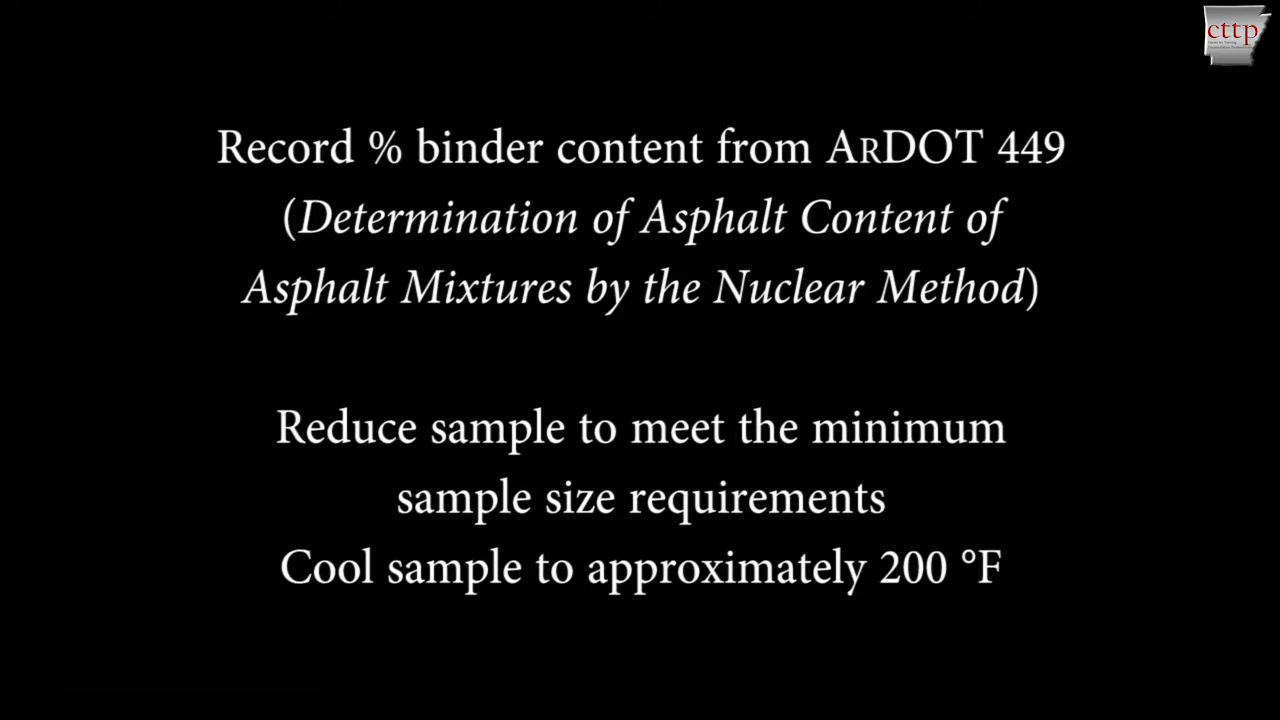 cttp
Record % binder content from ARDOT 449
(Determination of Asphalt Content of
Asphalt Mixtures by the Nuclear Method)
Reduce sample to meet the minimum
sample size requirements
Cool sample to approximately 200 °F